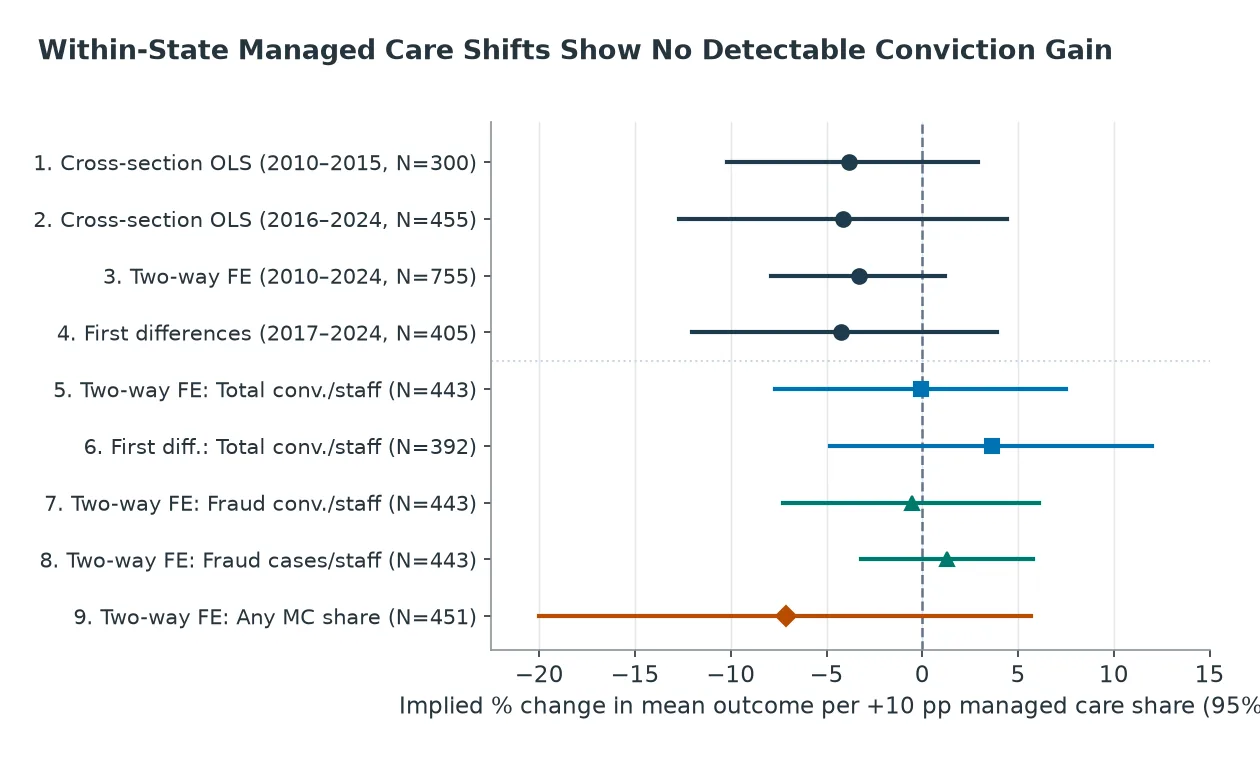 Within-State Managed Care Shifts Show No Detectable Conviction Gain
1. Cross-section OLS (2010–2015, N=300)
2. Cross-section OLS (2016–2024, N=455)
3. Two-way FE (2010–2024, N=755)
4. First differences (2017–2024, N=405)
5. Two-way FE: Total conv./staff (N=443)
6. First diff.: Total conv./staff (N=392)
7. Two-way FE: Fraud conv./staff (N=443)
8. Two-way FE: Fraud cases/staff (N=443)
9. Two-way FE: Any MC share (N=451)
−20 −15 −10 −5 0 5 10 15
Implied % change in mean outcome per +10 pp managed care share (95%